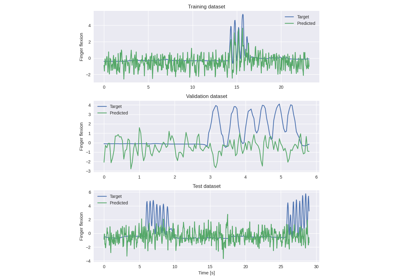 Training dataset
Target
Predicted
Finger flexion
4
2
0
−2
0
5
10
15
20
Validation dataset
Target
Predicted
Finger flexion
4
3
2
1
0
−1
−2
−3
0
1
2
3
4
5
6
Test dataset
Target
Predicted
Finger flexion
6
4
2
0
−2
−4
0
5
10
15
20
25
30
Time [s]